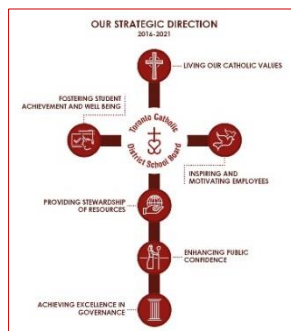 OUR STRATEGIC DIRECTION
2016-2021
LIVING OUR CATHOLIC VALUES
FOSTERING STUDENT
ACHIEVEMENT AND WELL BEING
Toronto Catholic
District School Board
INSPIRING AND
MOTIVATING EMPLOYEES
PROVIDING STEWARDSHIP
OF RESOURCES
ENHANCING PUBLIC
CONFIDENCE
ACHIEVING EXCELLENCE IN
GOVERNANCE